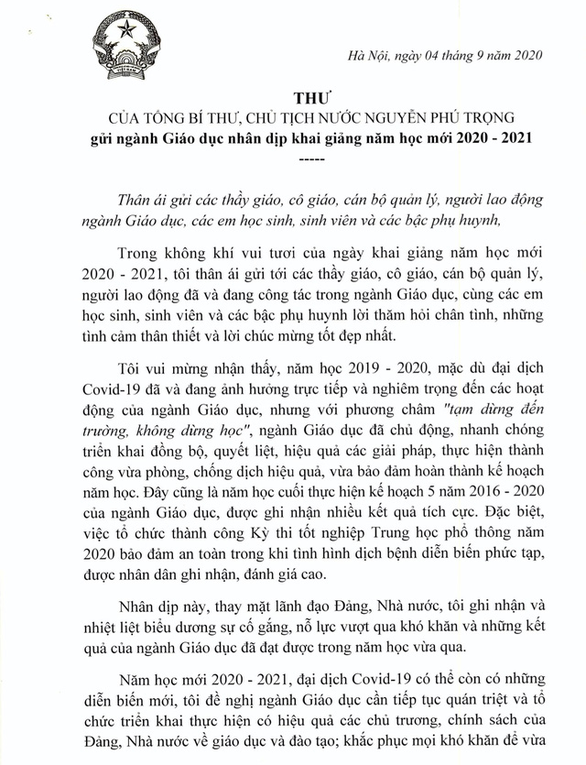 Hà Nội, ngày 04 tháng 9 năm 2020
THƯ
CỦA TỔNG BÍ THƯ, CHỦ TỊCH NƯỚC NGUYỄN PHÚ TRỌNG
gửi ngành Giáo dục nhân dịp khai giảng năm học mới 2020 - 2021
-----
Thân ái gửi các thầy giáo, cô giáo, cán bộ quản lý, người lao động
ngành Giáo dục, các em học sinh, sinh viên và các bậc phụ huynh,
Trong không khí vui tươi của ngày khai giảng năm học mới
2020 - 2021, tôi thân ái gửi tới các thầy giáo, cô giáo, cán bộ quản lý,
người lao động đã và đang công tác trong ngành Giáo dục, cùng các em
học sinh, sinh viên và các bậc phụ huynh lời thăm hỏi chân tình, những
tình cảm thân thiết và lời chúc mừng tốt đẹp nhất.
Tôi vui mừng nhận thấy, năm học 2019 - 2020, mặc dù đại dịch
Covid-19 đã và đang ảnh hưởng trực tiếp và nghiêm trọng đến các hoạt
động của ngành Giáo dục, nhưng với phương châm "tạm dừng đến
trường, không dừng học", ngành Giáo dục đã chủ động, nhanh chóng
triển khai đồng bộ, quyết liệt, hiệu quả các giải pháp, thực hiện thành
công vừa phòng, chống dịch hiệu quả, vừa bảo đảm hoàn thành kế hoạch
năm học. Đây cũng là năm học cuối thực hiện kế hoạch 5 năm 2016 - 2020
của ngành Giáo dục, được ghi nhận nhiều kết quả tích cực. Đặc biệt,
việc tổ chức thành công Kỳ thi tốt nghiệp Trung học phổ thông năm
2020 bảo đảm an toàn trong khi tình hình dịch bệnh diễn biến phức tạp,
được nhân dân ghi nhận, đánh giá cao.
Nhân dịp này, thay mặt lãnh đạo Đảng, Nhà nước, tôi ghi nhận và
nhiệt liệt biểu dương sự cố gắng, nỗ lực vượt qua khó khăn và những kết
quả của ngành Giáo dục đã đạt được trong năm học vừa qua.
Năm học mới 2020 - 2021, đại dịch Covid-19 có thể còn có những
diễn biến mới, tôi đề nghị ngành Giáo dục cần tiếp tục quán triệt và tổ
chức triển khai thực hiện có hiệu quả các chủ trương, chính sách của
Đảng, Nhà nước về giáo dục và đào tạo; khắc phục mọi khó khăn để vừa